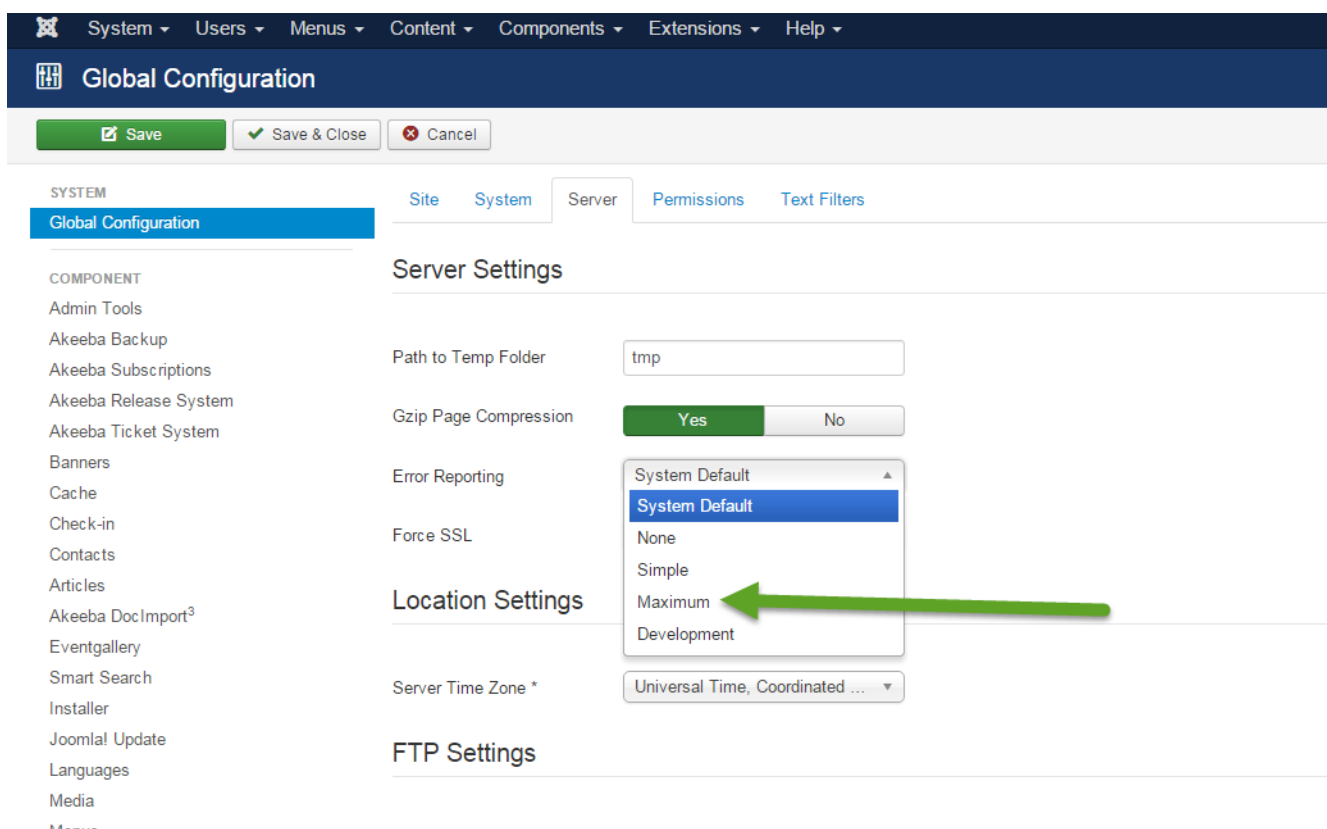 System Users Menus Content Components Extensions Help
Global Configuration
Save Save & Close Cancel
SYSTEM
Global Configuration
COMPONENT
Admin Tools
Akeeba Backup
Akeeba Subscriptions
Akeeba Release System
Akeeba Ticket System
Banners
Cache
Check-in
Contacts
Articles
Akeeba DocImport³
Eventgallery
Smart Search
Installer
Joomla! Update
Languages
Media
Site System Server Permissions Text Filters
Server Settings
Path to Temp Folder tmp
Gzip Page Compression Yes No
Error Reporting System Default
System Default
None
Simple
Maximum
Development
Force SSL
Location Settings
Server Time Zone * Universal Time, Coordinated ...
FTP Settings